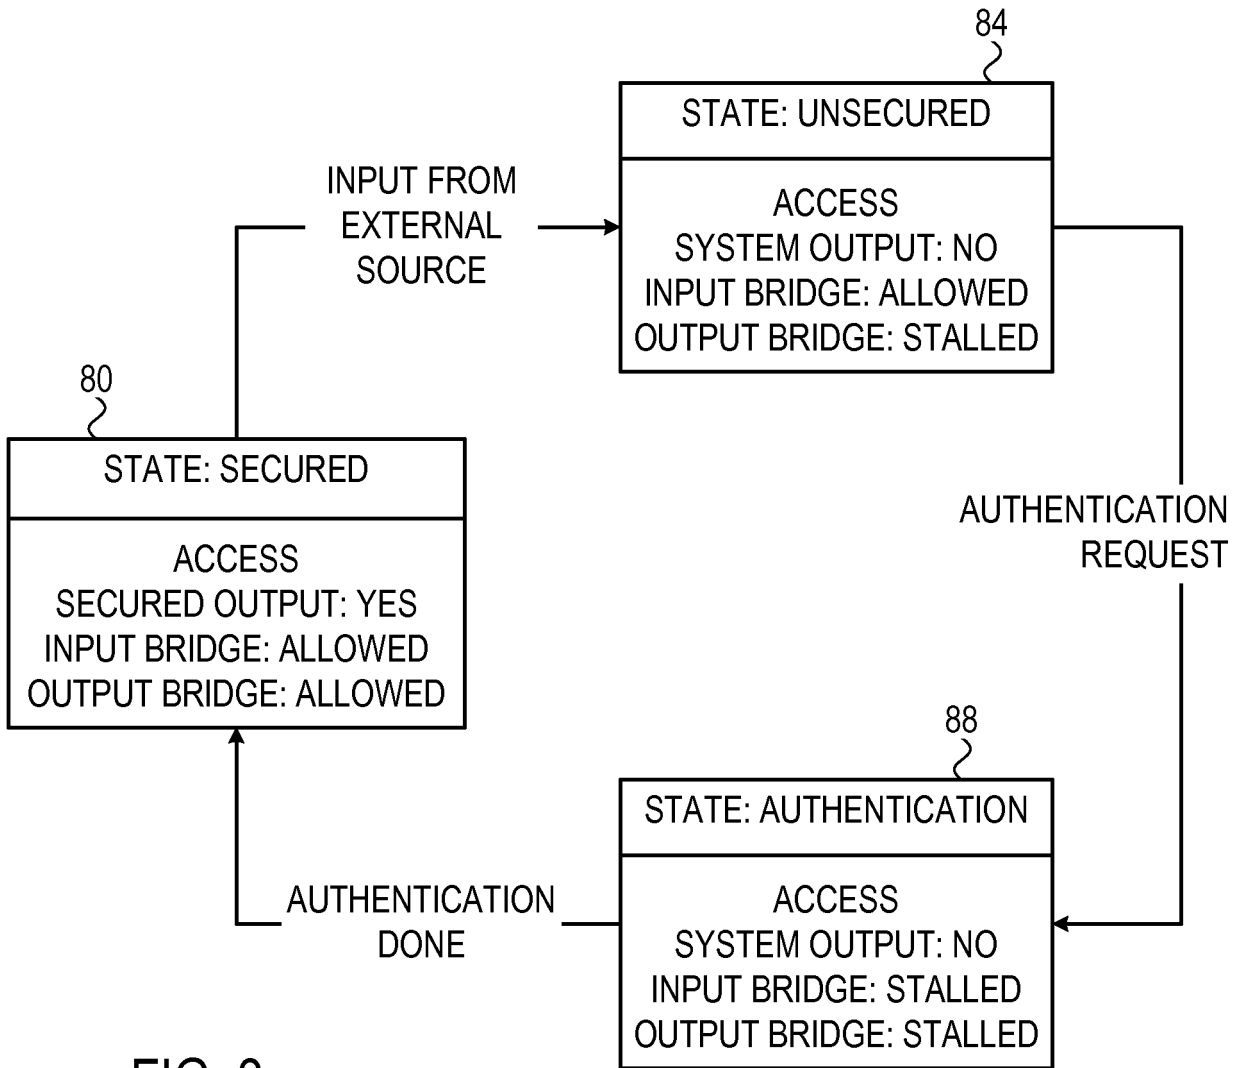 84
STATE: UNSECURED
ACCESS
SYSTEM OUTPUT: NO
INPUT BRIDGE: ALLOWED
OUTPUT BRIDGE: STALLED
INPUT FROM
EXTERNAL
SOURCE
80
STATE: SECURED
ACCESS
SECURED OUTPUT: YES
INPUT BRIDGE: ALLOWED
OUTPUT BRIDGE: ALLOWED
AUTHENTICATION
REQUEST
88
STATE: AUTHENTICATION
ACCESS
SYSTEM OUTPUT: NO
INPUT BRIDGE: STALLED
OUTPUT BRIDGE: STALLED
AUTHENTICATION
DONE
FIG.